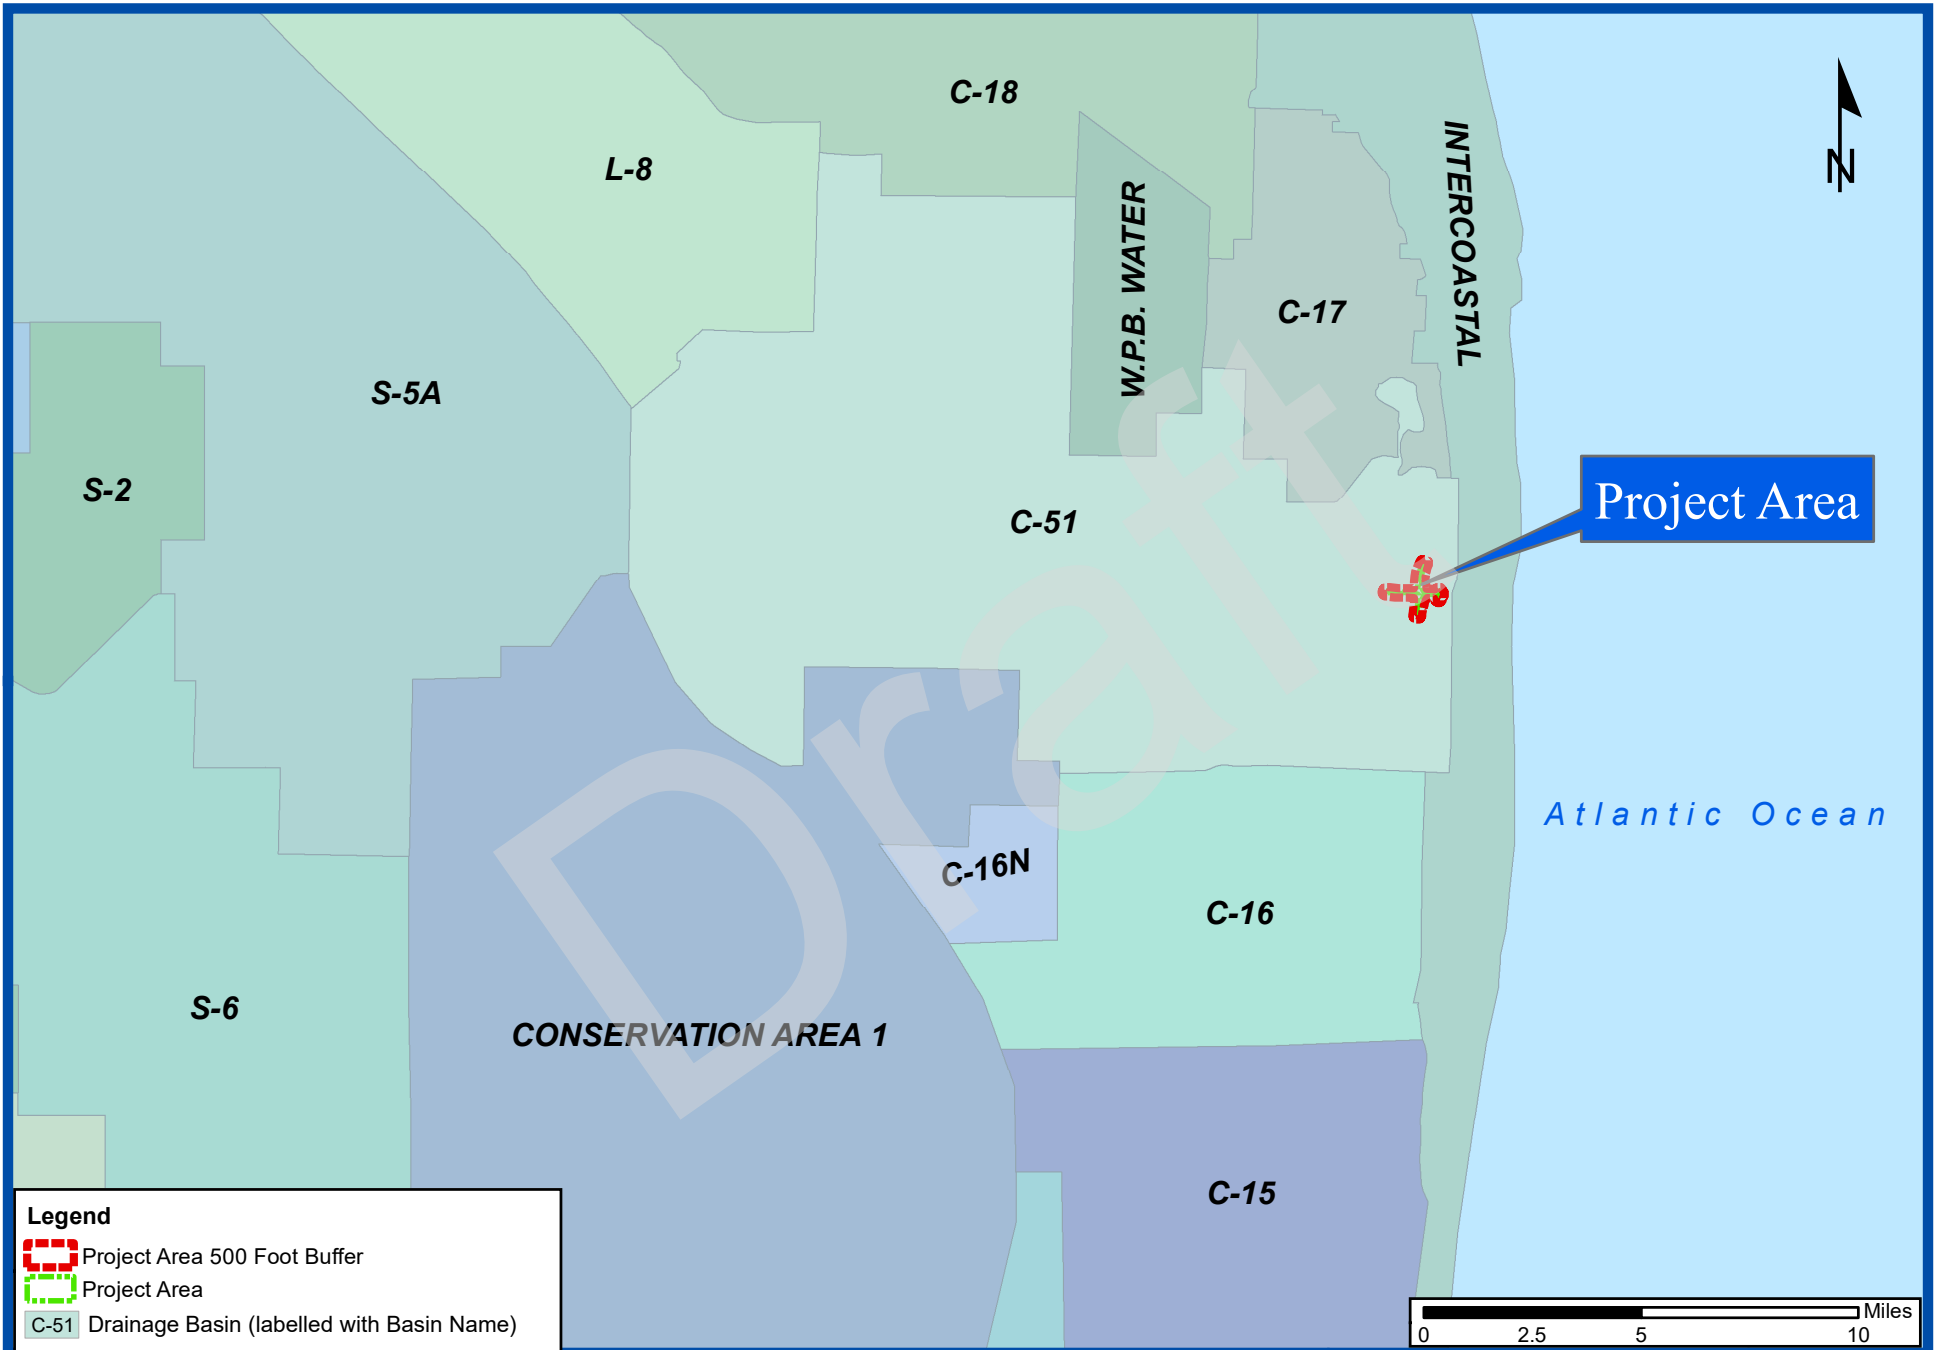 C-18
L-8
INTERCOASTAL
W.P.B. WATER
C-17
S-5A
S-2
C-51
Project Area
N
Atlantic Ocean
C-16N
C-16
S-6
CONSERVATION AREA 1
C-15
Draft
Legend
Project Area 500 Foot Buffer
Project Area
C-51 Drainage Basin (labelled with Basin Name)
Miles
0 2.5 5 10